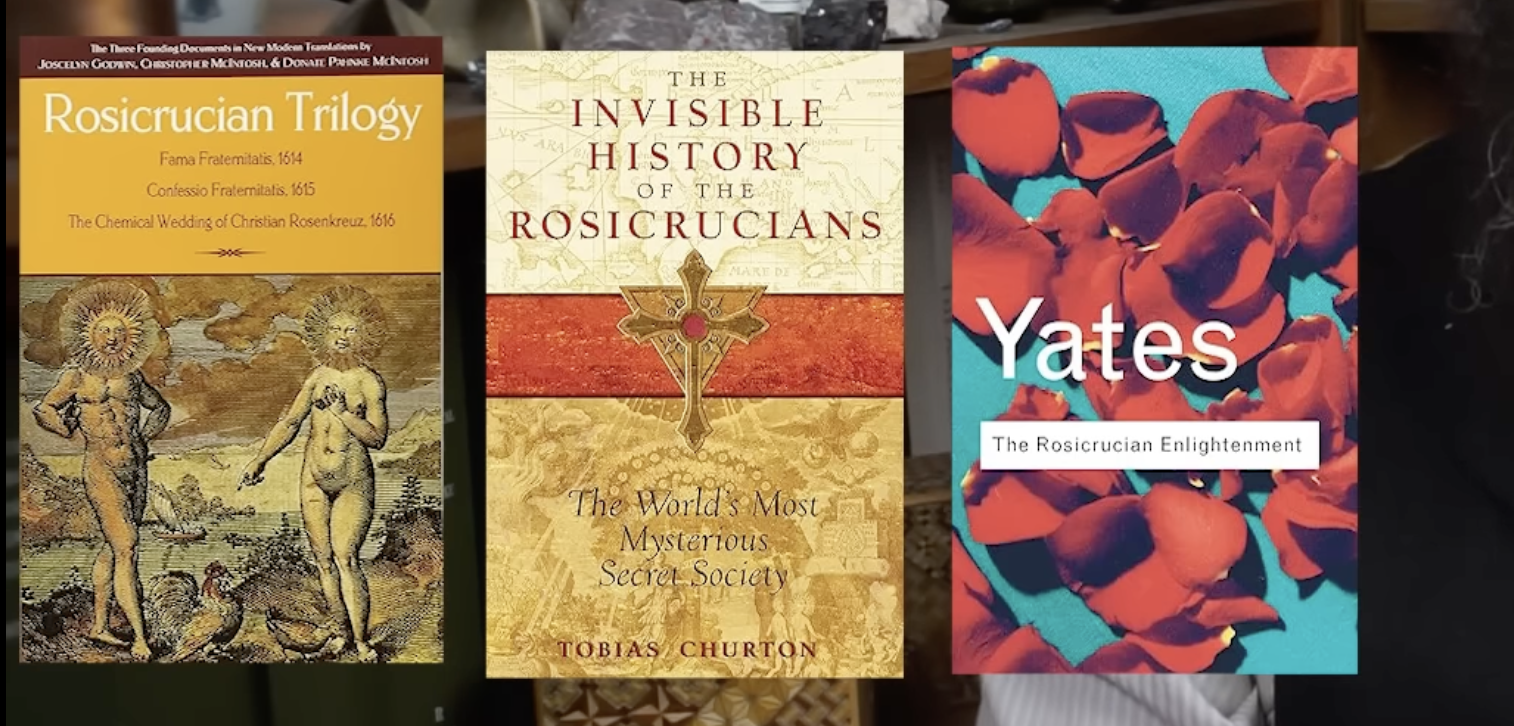 The Three Founding Documents in New Modern Translations by
JOSCELYN GODWIN, CHRISTOPHER MCINTOSH, & DONATE PAHNKE MCINTOSH
Rosicrucian Trilogy
Fama Fraternitatis, 1614
Confessio Fraternitatis, 1615
The Chemical Wedding of Christian Rosenkreuz, 1616
THE
INVISIBLE
HISTORY
OF THE
ROSICRUCIANS
MARE DI
The World's Most
Mysterious
Secret Society
TOBIAS CHURTON
Yates
The Rosicrucian Enlightenment